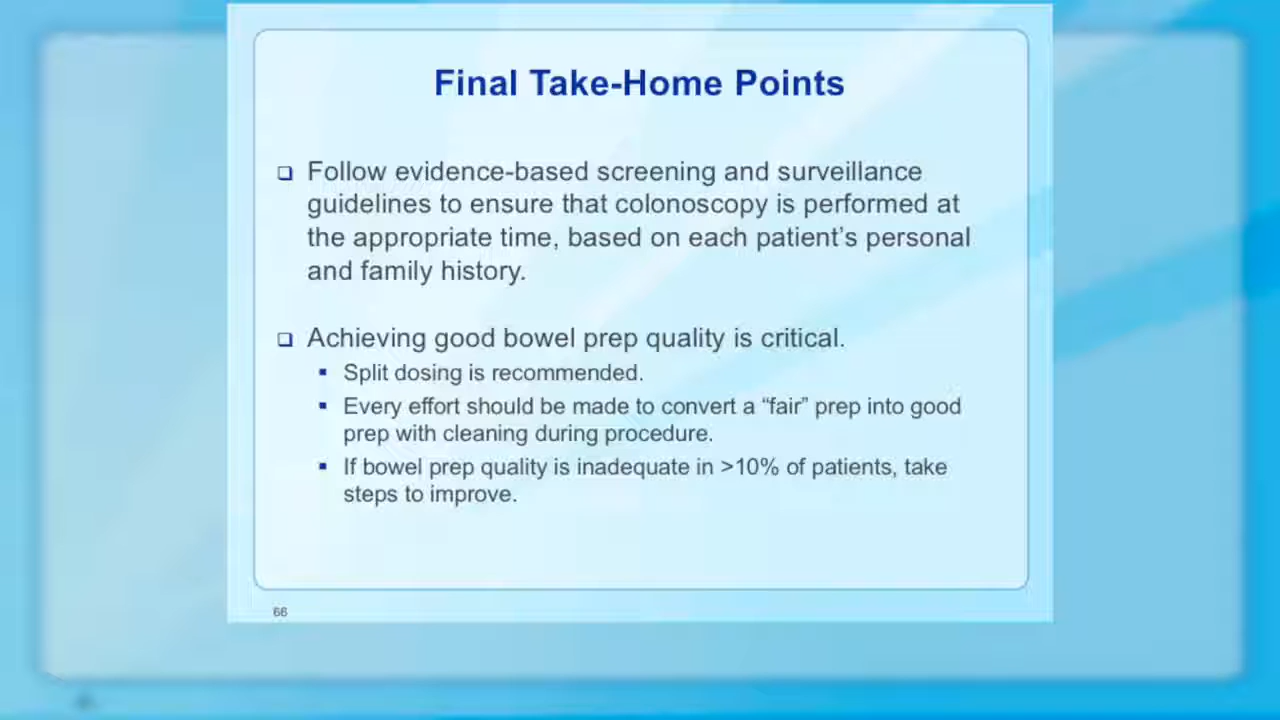 Final Take-Home Points
❑ Follow evidence-based screening and surveillance
guidelines to ensure that colonoscopy is performed at
the appropriate time, based on each patient’s personal
and family history.
❑ Achieving good bowel prep quality is critical.
▪ Split dosing is recommended.
▪ Every effort should be made to convert a “fair” prep into good
prep with cleaning during procedure.
▪ If bowel prep quality is inadequate in >10% of patients, take
steps to improve.
66